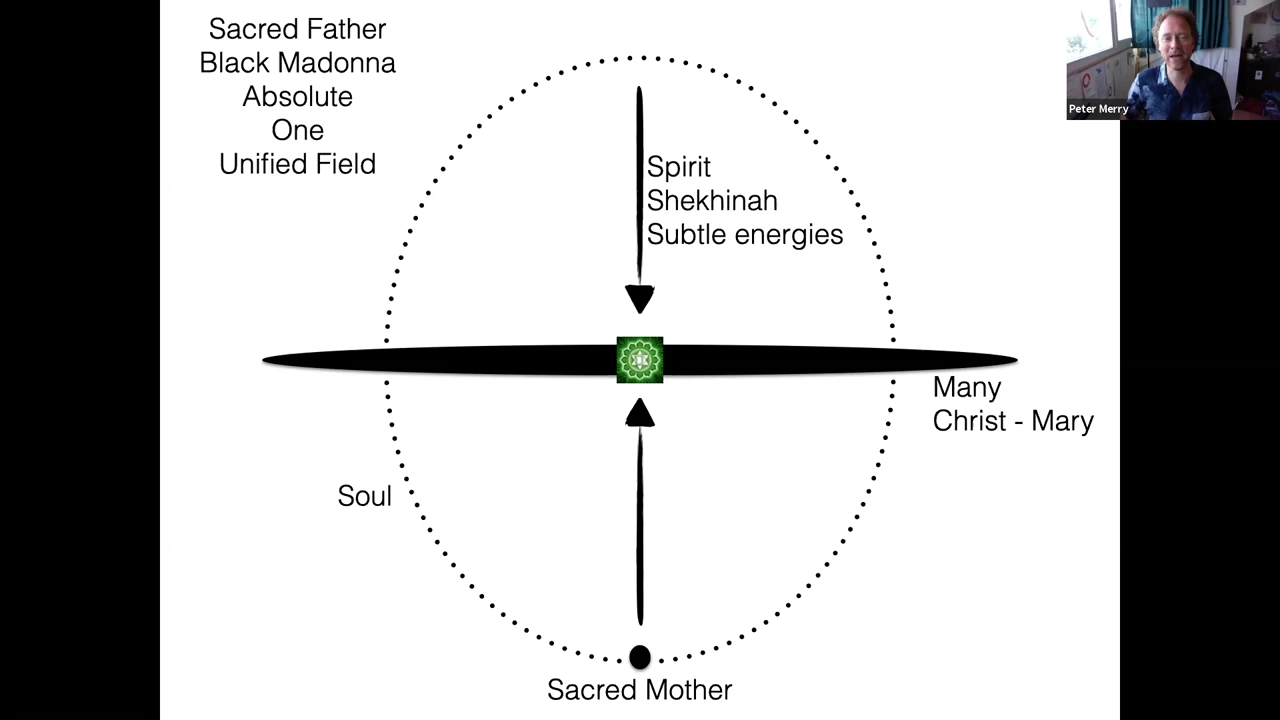 Sacred Father
Black Madonna
Absolute
One
Unified Field
Peter Merry
Spirit
Shekhinah
Subtle energies
Many
Christ - Mary
Soul
Sacred Mother